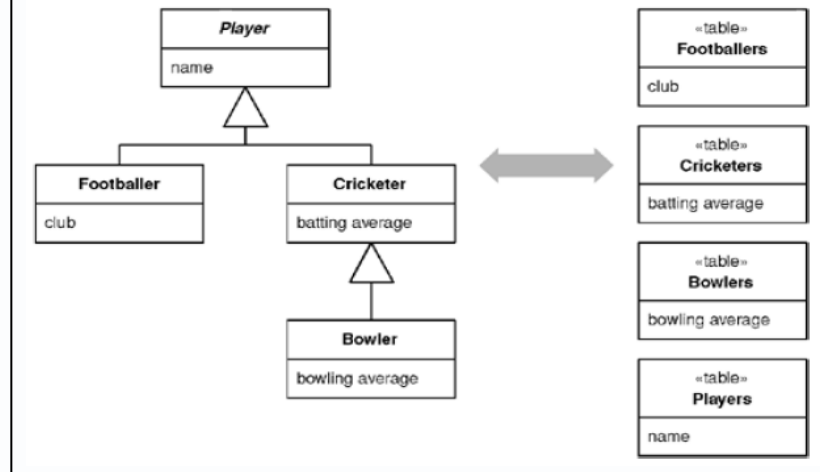 Player
name
Footballer
club
Cricketer
batting average
Bowler
bowling average
«table»
Footballers
club
«table»
Cricketers
batting average
«table»
Bowlers
bowling average
«table»
Players
name